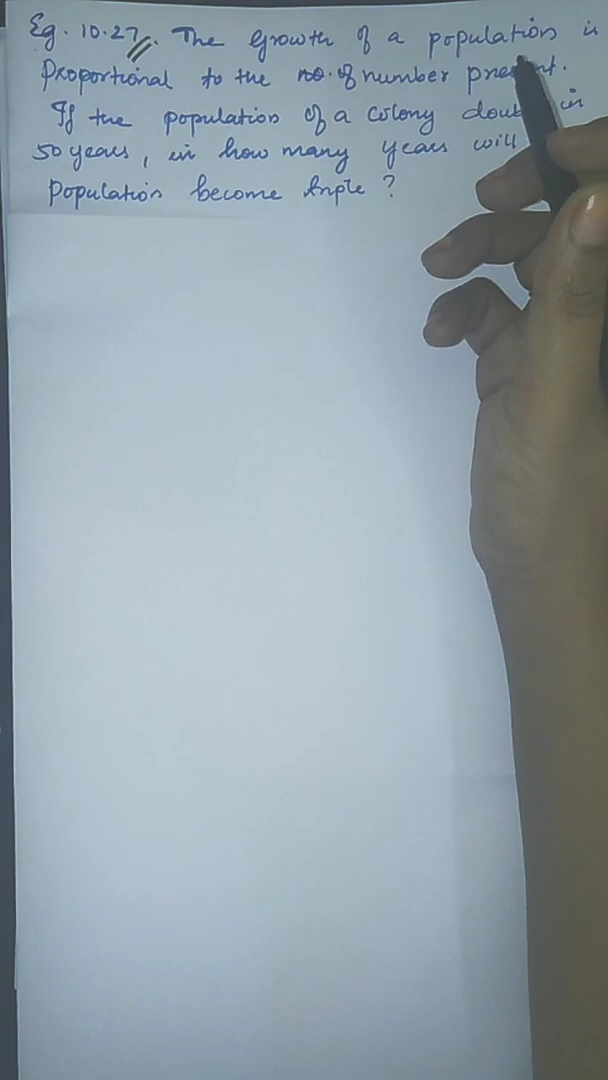 Eg. 10.27. The Growth of a population is
Proportional to the no. of number present.
If the population of a Colony doub in
50 years, in how many years will
Population become triple ?